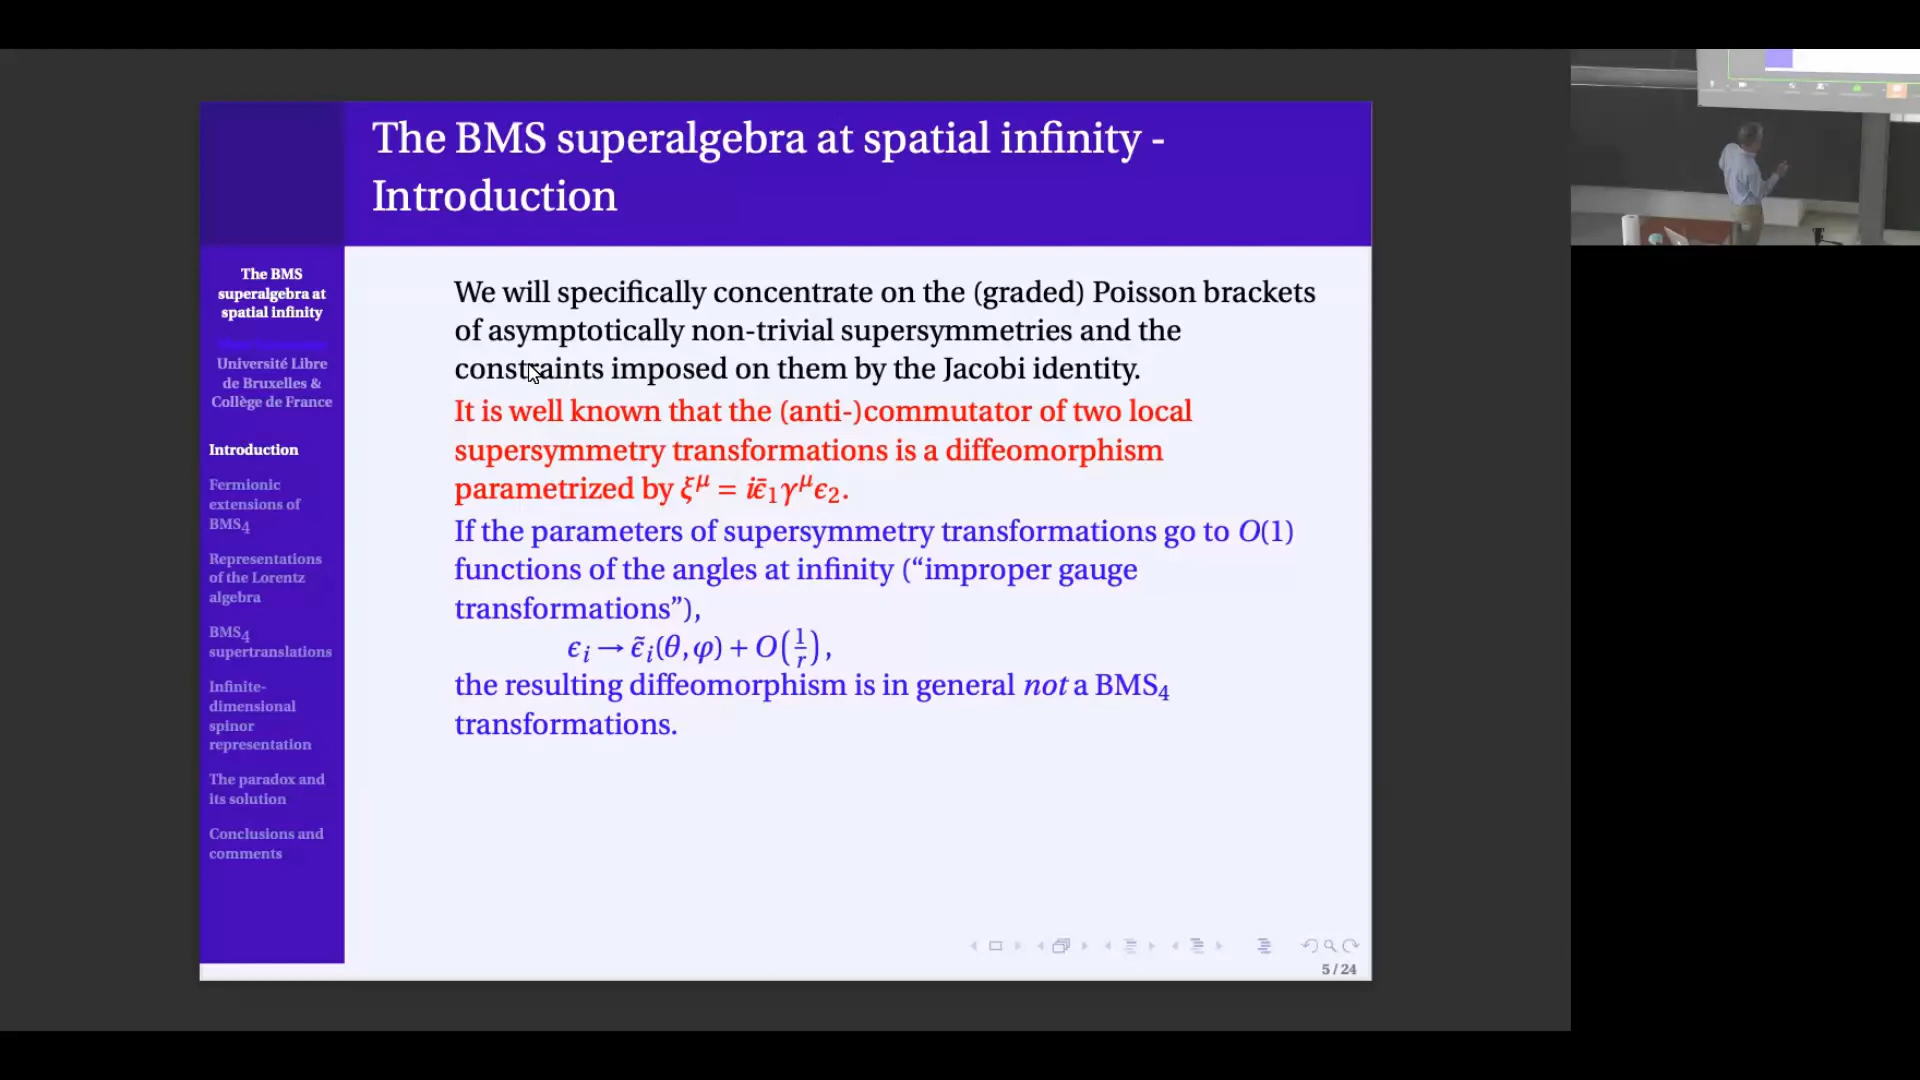 The BMS superalgebra at spatial infinity -
Introduction
The BMS
superalgebra at
spatial infinity
Université Libre
de Bruxelles &
Collège de France
Introduction
Fermionic
extensions of
BMS₄
Representations
of the Lorentz
algebra
BMS₄
supertranslations
Infinite-
dimensional
spinor
representation
The paradox and
its solution
Conclusions and
comments
We will specifically concentrate on the (graded) Poisson brackets
of asymptotically non-trivial supersymmetries and the
constraints imposed on them by the Jacobi identity.
It is well known that the (anti-)commutator of two local
supersymmetry transformations is a diffeomorphism
parametrized by ξ^μ = iε̄₁γ^με₂.
If the parameters of supersymmetry transformations go to O(1)
functions of the angles at infinity (“improper gauge
transformations”),
ϵᵢ → ϵ̃ᵢ(θ, φ) + O(1/r),
the resulting diffeomorphism is in general not a BMS₄
transformations.
5 / 24